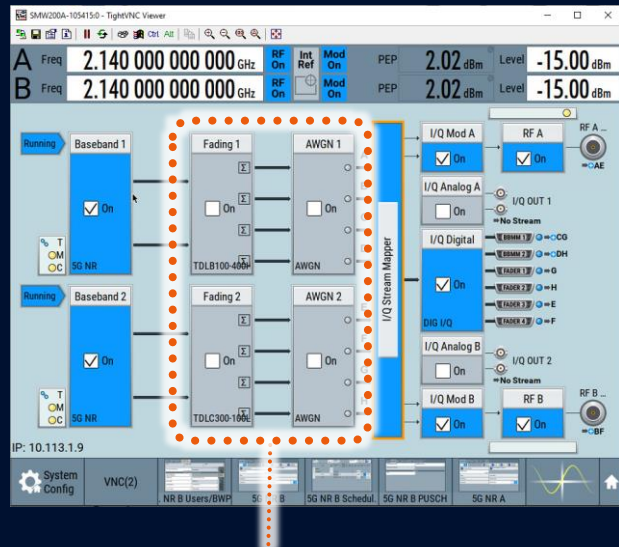 SMW200A-105415:0 - TightVNC Viewer
Ctrl Alt
A Freq 2.140 000 000 000 GHz RF On Int Ref Mod On PEP 2.02 dBm Level -15.00 dBm
B Freq 2.140 000 000 000 GHz RF On Mod On PEP 2.02 dBm Level -15.00 dBm
Running
Baseband 1
On
T
M
C
5G NR
Fading 1
Σ
Σ
On
Σ
Σ
TDLB100-400
AWGN 1
On
AWGN
Running
Baseband 2
On
T
M
C
5G NR
Fading 2
Σ
Σ
On
Σ
Σ
TDLC300-100
AWGN 2
On
AWGN
I/Q Stream Mapper
I/Q Mod A
On
RF A
On
RF A ...
AE
I/Q Analog A
On
I/Q OUT 1
No Stream
I/Q Digital
On
DIG I/Q
BBMM 1 CG
BBMM 2 DH
FADER 1 G
FADER 2 H
FADER 3 E
FADER 4 F
I/Q Analog B
On
I/Q OUT 2
No Stream
I/Q Mod B
On
RF B
On
RF B ...
BF
IP: 10.113.1.9
System Config
VNC(2)
. NR B Users/BWP
5G B
5G NR B Schedul.
5G NR B PUSCH
5G NR A